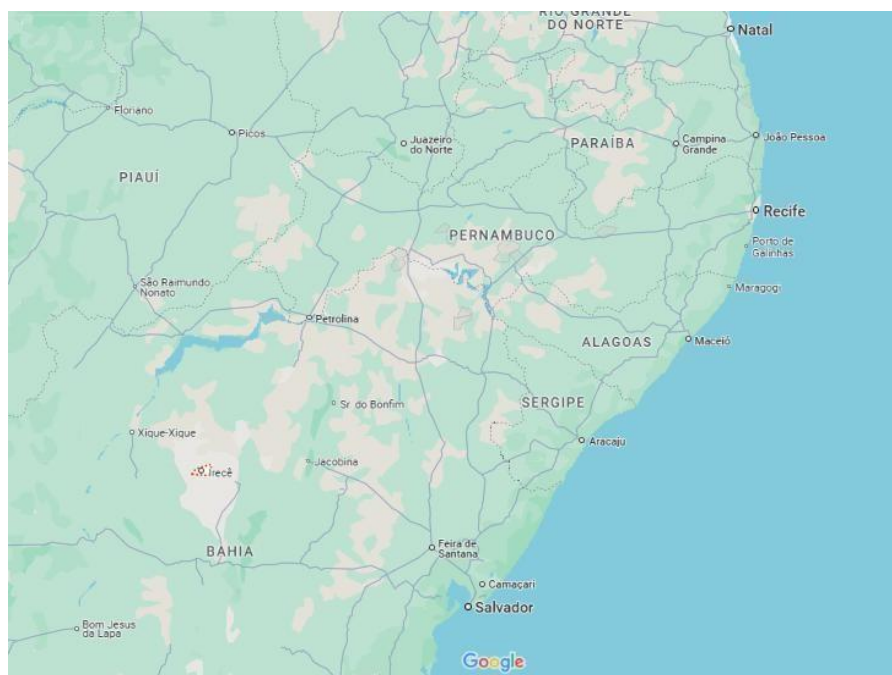 RIO GRANDE
DO NORTE
Natal
Floriano
Picos
Juazeiro
do Norte
PARAÍBA
Campina
Grande
João Pessoa
PIAUÍ
Recife
PERNAMBUCO
Porto de
Galinhas
São Raimundo
Nonato
Maragogi
Petrolina
ALAGOAS
Maceió
Sr. do Bonfim
SERGIPE
Xique-Xique
Aracaju
Jacobina
Irecê
BAHIA
Feira de
Santana
Camaçari
Salvador
Bom Jesus
da Lapa
Google